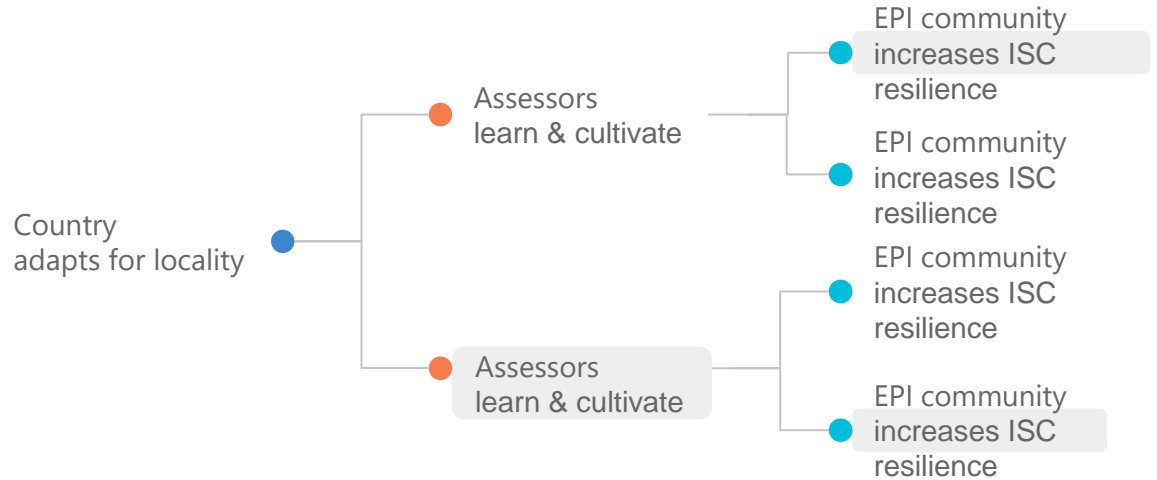 Country
adapts for locality
Assessors
learn & cultivate
EPI community
increases ISC
resilience
EPI community
increases ISC
resilience
Assessors
learn & cultivate
EPI community
increases ISC
resilience
EPI community
increases ISC
resilience